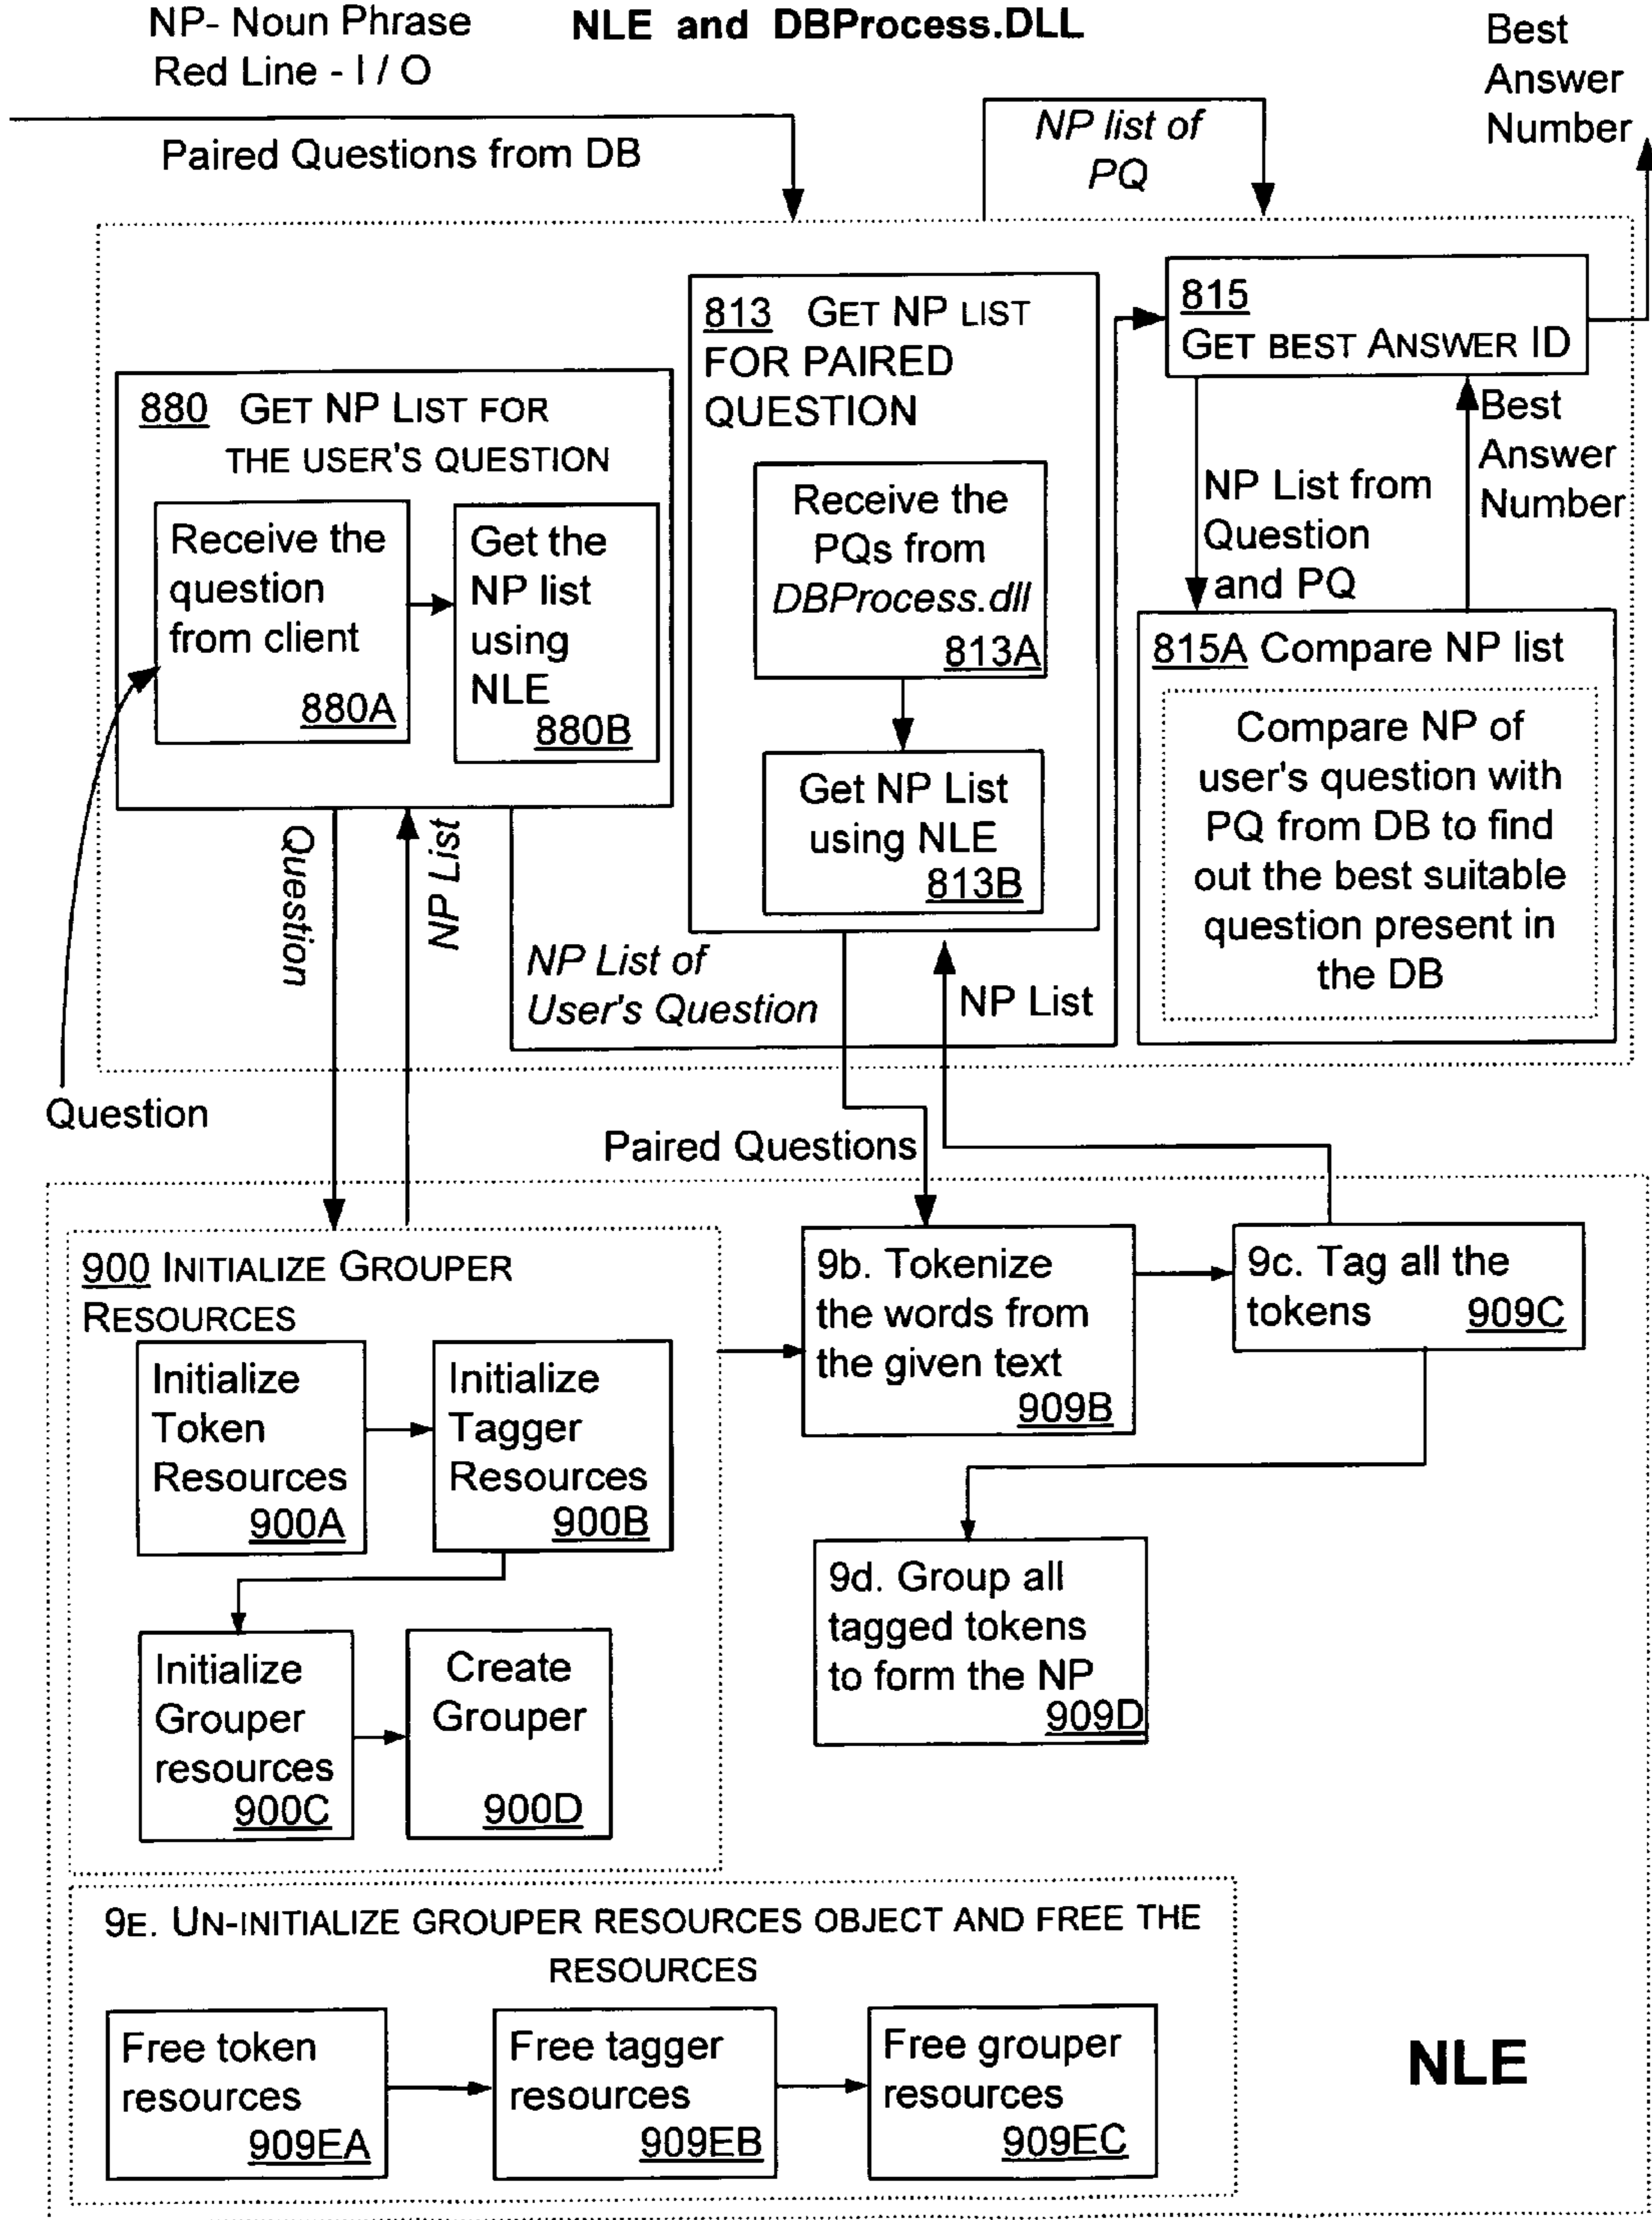 NP- Noun Phrase
Red Line - I / O
NLE and DBProcess.DLL
Best
Answer
Number
Paired Questions from DB
NP list of
PQ
880 GET NP LIST FOR
THE USER'S QUESTION
Receive the
question
from client
880A
Get the
NP list
using
NLE
880B
813 GET NP LIST
FOR PAIRED
QUESTION
Receive the
PQs from
DBProcess.dll
813A
Get NP List
using NLE
813B
815
GET BEST ANSWER ID
NP List from
Question
and PQ
Best
Answer
Number
815A Compare NP list
Compare NP of
user's question with
PQ from DB to find
out the best suitable
question present in
the DB
Question
NP List
NP List of
User's Question
NP List
Question
Paired Questions
900 INITIALIZE GROUPER
RESOURCES
Initialize
Token
Resources
900A
Initialize
Tagger
Resources
900B
Initialize
Grouper
resources
900C
Create
Grouper
900D
9b. Tokenize
the words from
the given text
909B
9c. Tag all the
tokens 909C
9d. Group all
tagged tokens
to form the NP
909D
9E. UN-INITIALIZE GROUPER RESOURCES OBJECT AND FREE THE
RESOURCES
Free token
resources
909EA
Free tagger
resources
909EB
Free grouper
resources
909EC
NLE